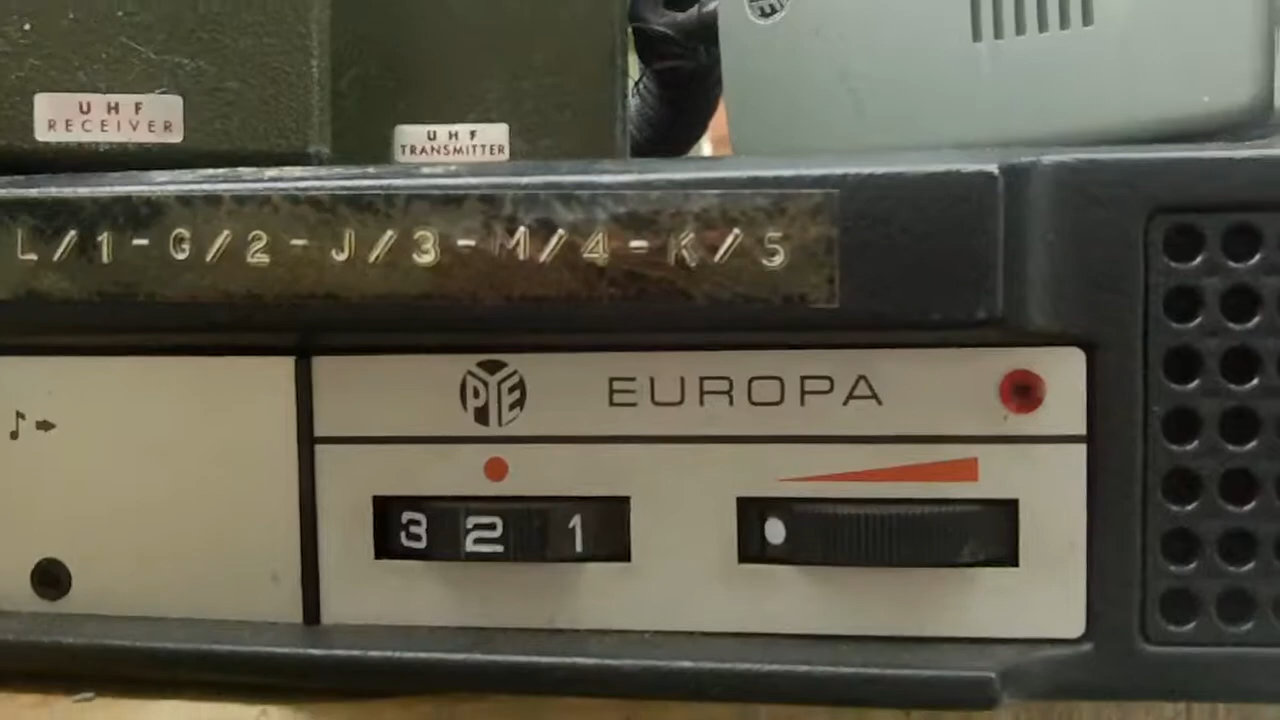 UHF
RECEIVER
UHF
TRANSMITTER
L/1-G/2-J/3-M/4-K/5
PYE EUROPA
3 2 1